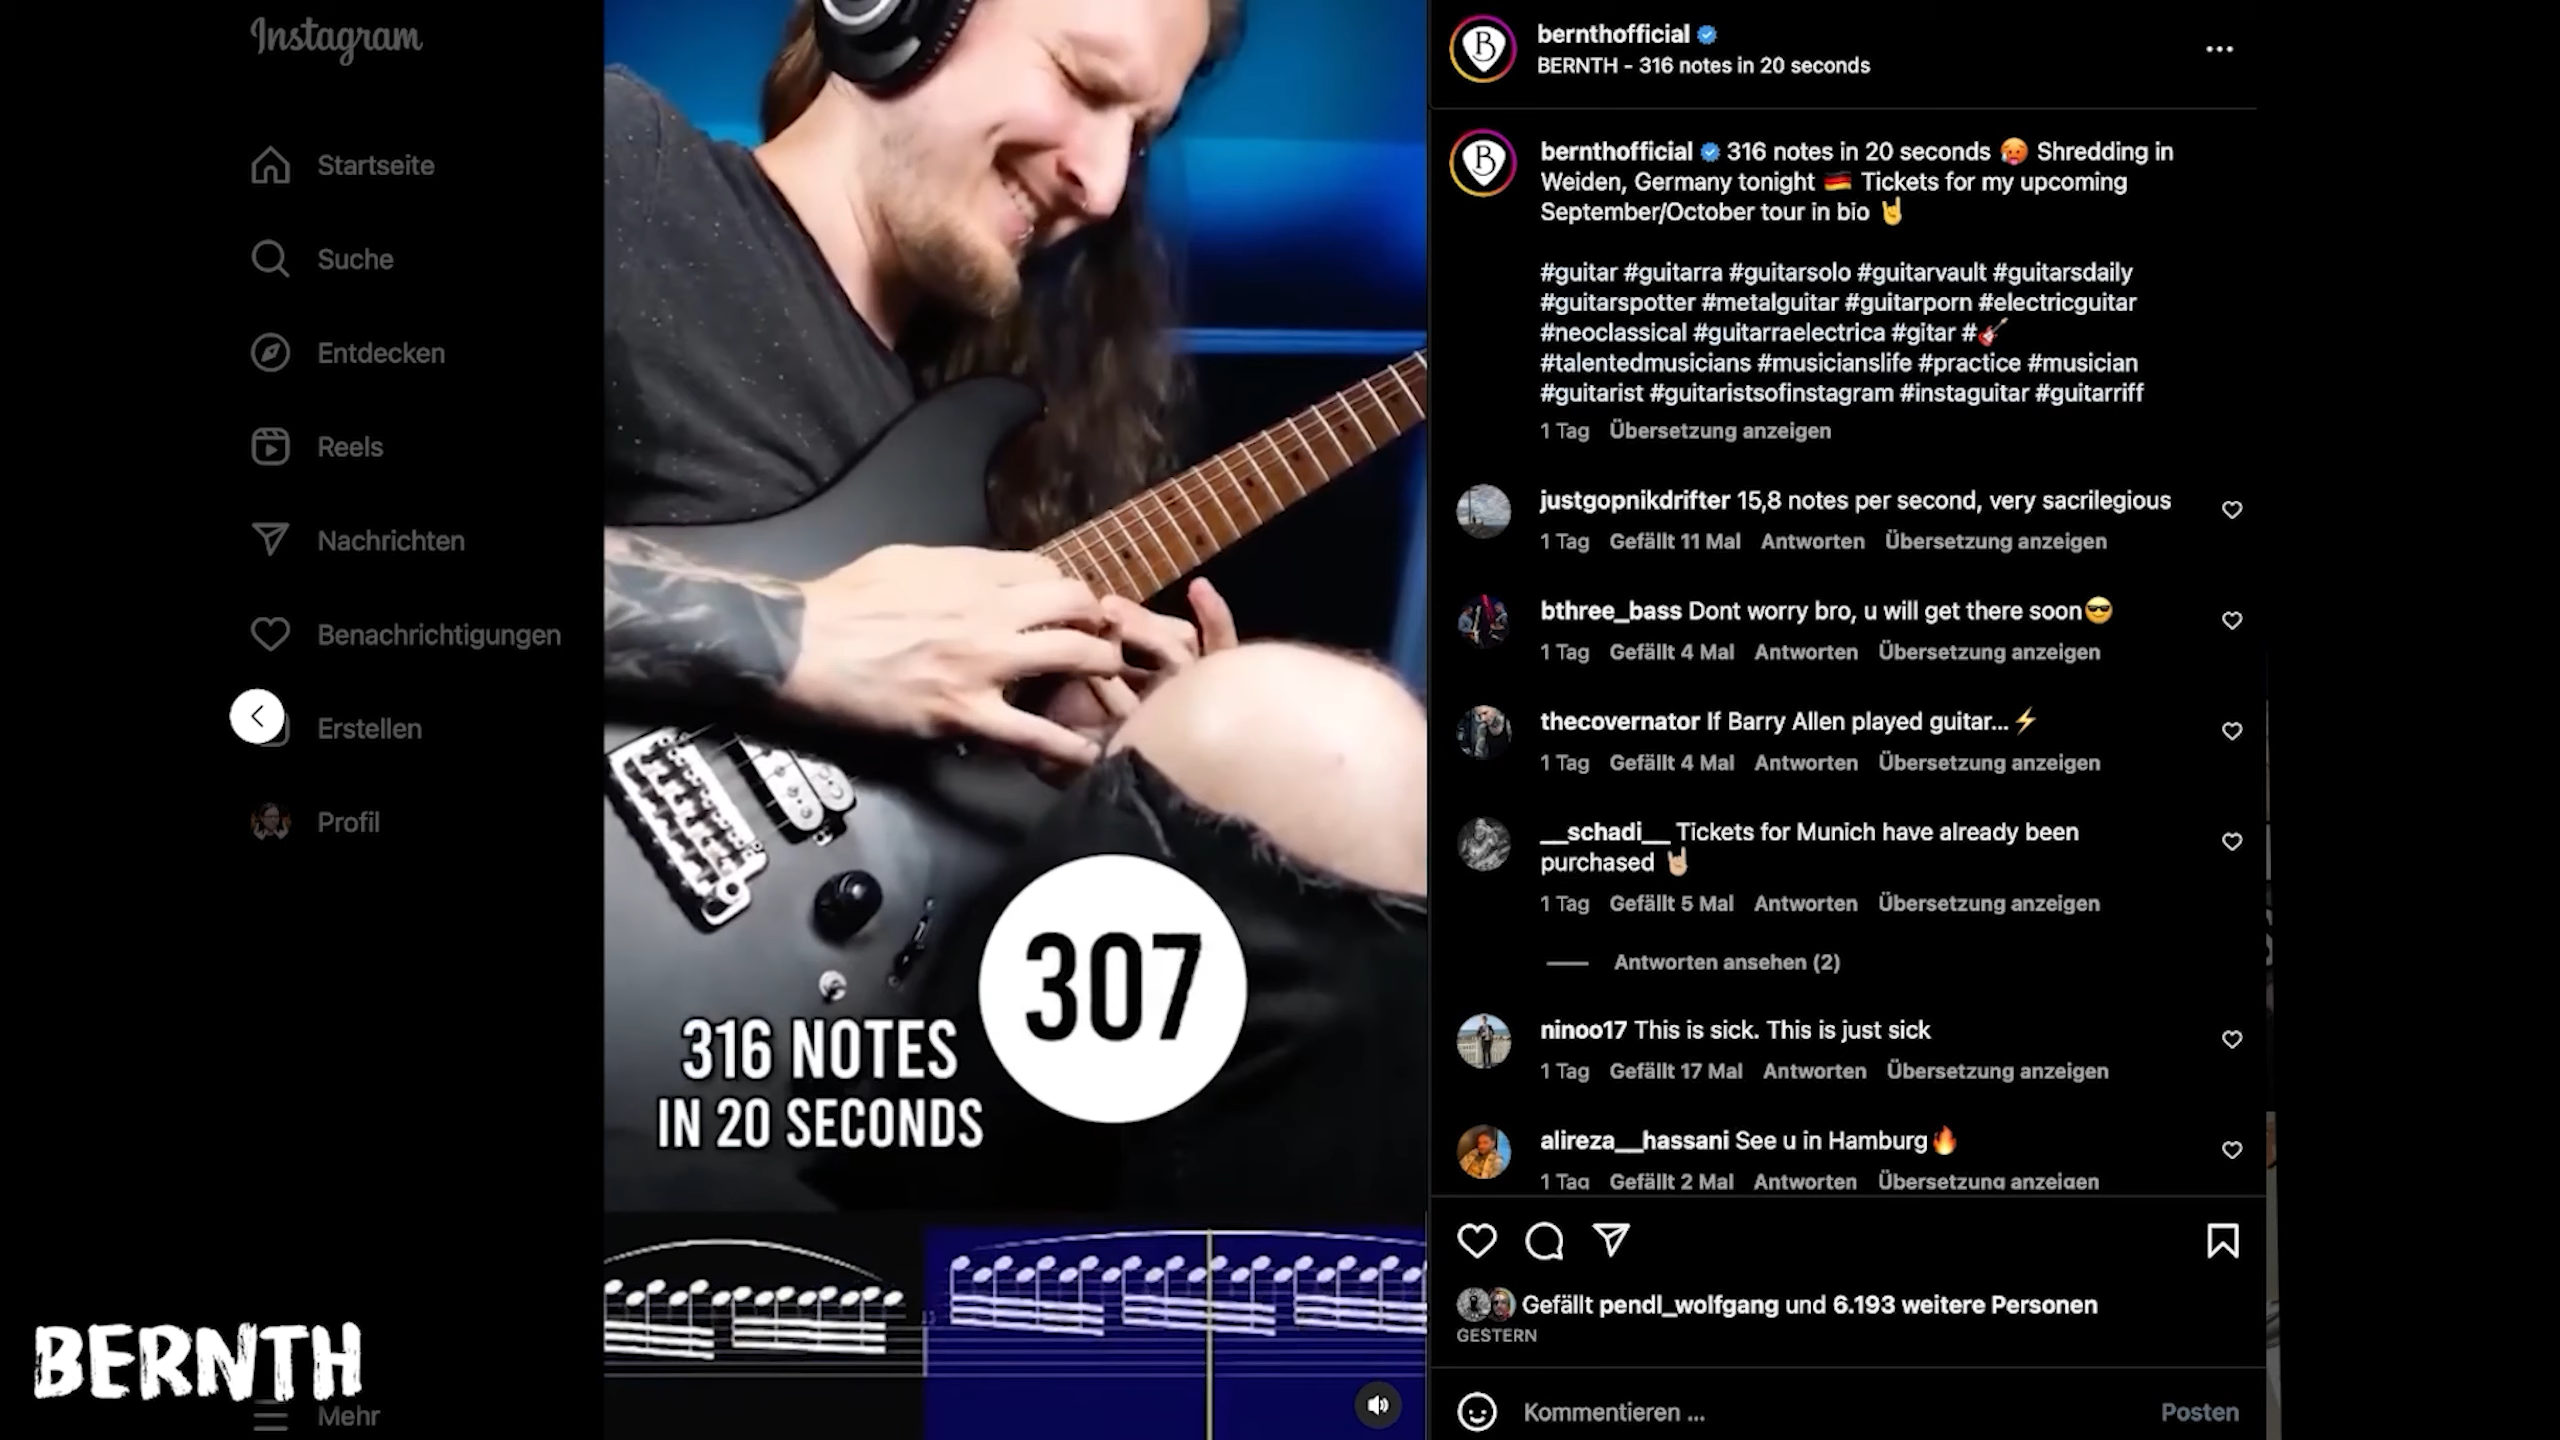 Instagram
Startseite
Suche
Entdecken
Reels
Nachrichten
Benachrichtigungen
Erstellen
Profil
Mehr
BERNTH
307
316 NOTES
IN 20 SECONDS
bernthofficial
BERNTH - 316 notes in 20 seconds
bernthofficial 316 notes in 20 seconds 🥵 Shredding in
Weiden, Germany tonight 🇩🇪 Tickets for my upcoming
September/October tour in bio 🤘
#guitar #guitarra #guitarsolo #guitarvault #guitarsdaily
#guitarspotter #metalguitar #guitarporn #electricguitar
#neoclassical #guitarraelectrica #gitar #🎸
#talentedmusicians #musicianslife #practice #musician
#guitarist #guitaristsofinstagram #instaguitar #guitarriff
1 Tag Übersetzung anzeigen
justgopnikdrifter 15,8 notes per second, very sacrilegious
1 Tag Gefällt 11 Mal Antworten Übersetzung anzeigen
bthree_bass Dont worry bro, u will get there soon😎
1 Tag Gefällt 4 Mal Antworten Übersetzung anzeigen
thecovernator If Barry Allen played guitar...⚡
1 Tag Gefällt 4 Mal Antworten Übersetzung anzeigen
__schadi__ Tickets for Munich have already been
purchased 🤘🏼
1 Tag Gefällt 5 Mal Antworten Übersetzung anzeigen
Antworten ansehen (2)
ninoo17 This is sick. This is just sick
1 Tag Gefällt 17 Mal Antworten Übersetzung anzeigen
alireza__hassani See u in Hamburg🔥
1 Tag Gefällt 2 Mal Antworten Übersetzung anzeigen
Gefällt pendl_wolfgang und 6.193 weitere Personen
GESTERN
Kommentieren ...
Posten